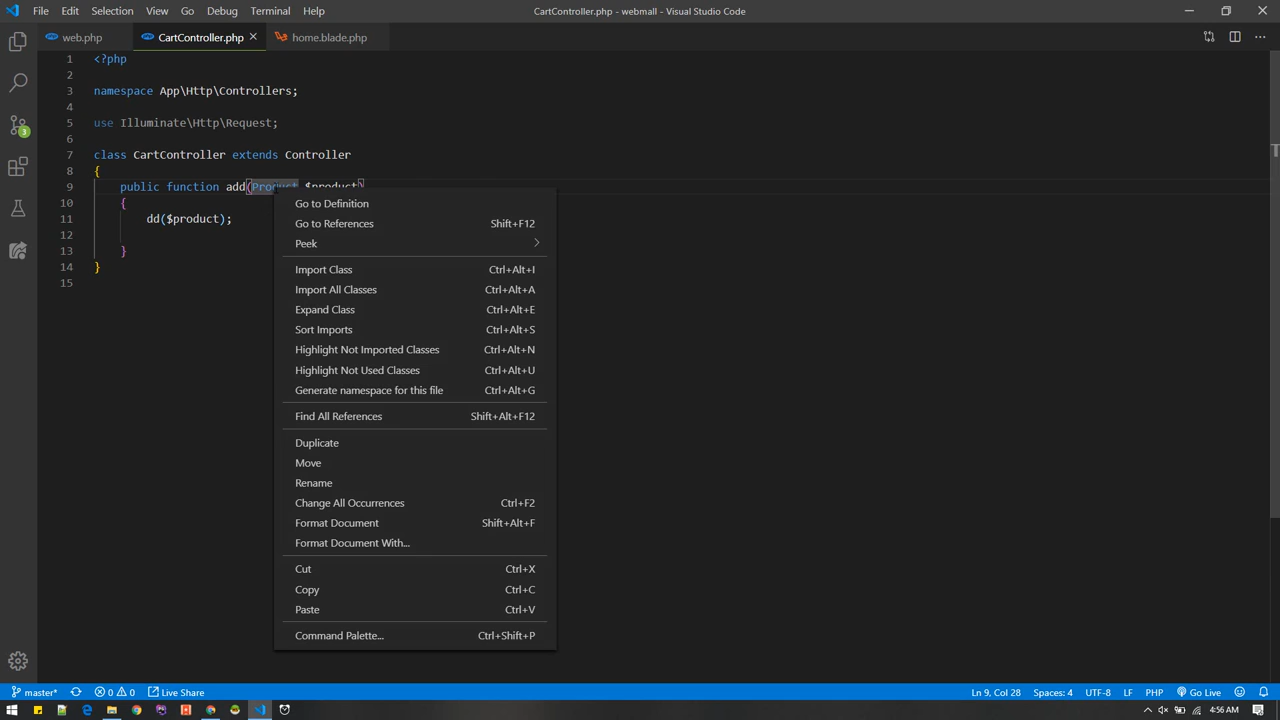 File Edit Selection View Go Debug Terminal Help CartController.php - webmall - Visual Studio Code
web.php CartController.php home.blade.php
1 <?php
2
3 namespace App\Http\Controllers;
4
5 use Illuminate\Http\Request;
6
7 class CartController extends Controller
8 {
9 public function add(Product $product)
10 {
11 dd($product);
12
13 }
14 }
15
Go to Definition
Go to References Shift+F12
Peek
Import Class Ctrl+Alt+I
Import All Classes Ctrl+Alt+A
Expand Class Ctrl+Alt+E
Sort Imports Ctrl+Alt+S
Highlight Not Imported Classes Ctrl+Alt+N
Highlight Not Used Classes Ctrl+Alt+U
Generate namespace for this file Ctrl+Alt+G
Find All References Shift+Alt+F12
Duplicate
Move
Rename
Change All Occurrences Ctrl+F2
Format Document Shift+Alt+F
Format Document With...
Cut Ctrl+X
Copy Ctrl+C
Paste Ctrl+V
Command Palette... Ctrl+Shift+P
3
master* 0 0 Live Share Ln 9, Col 28 Spaces: 4 UTF-8 LF PHP Go Live
4:56 AM